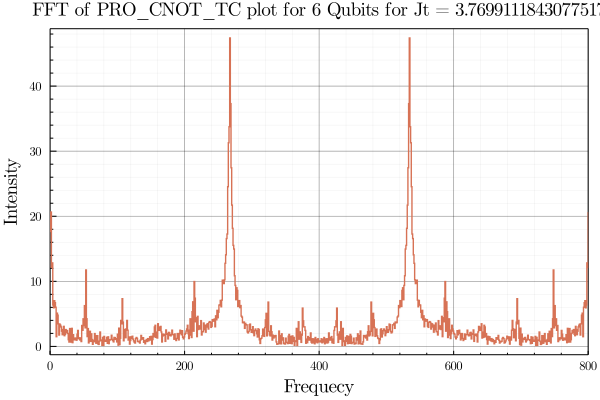 FFT of PRO_CNOT_TC plot for 6 Qubits for Jt = 3.7699111843077517
Intensity
40
30
20
10
0
0 200 400 600 800
Frequecy